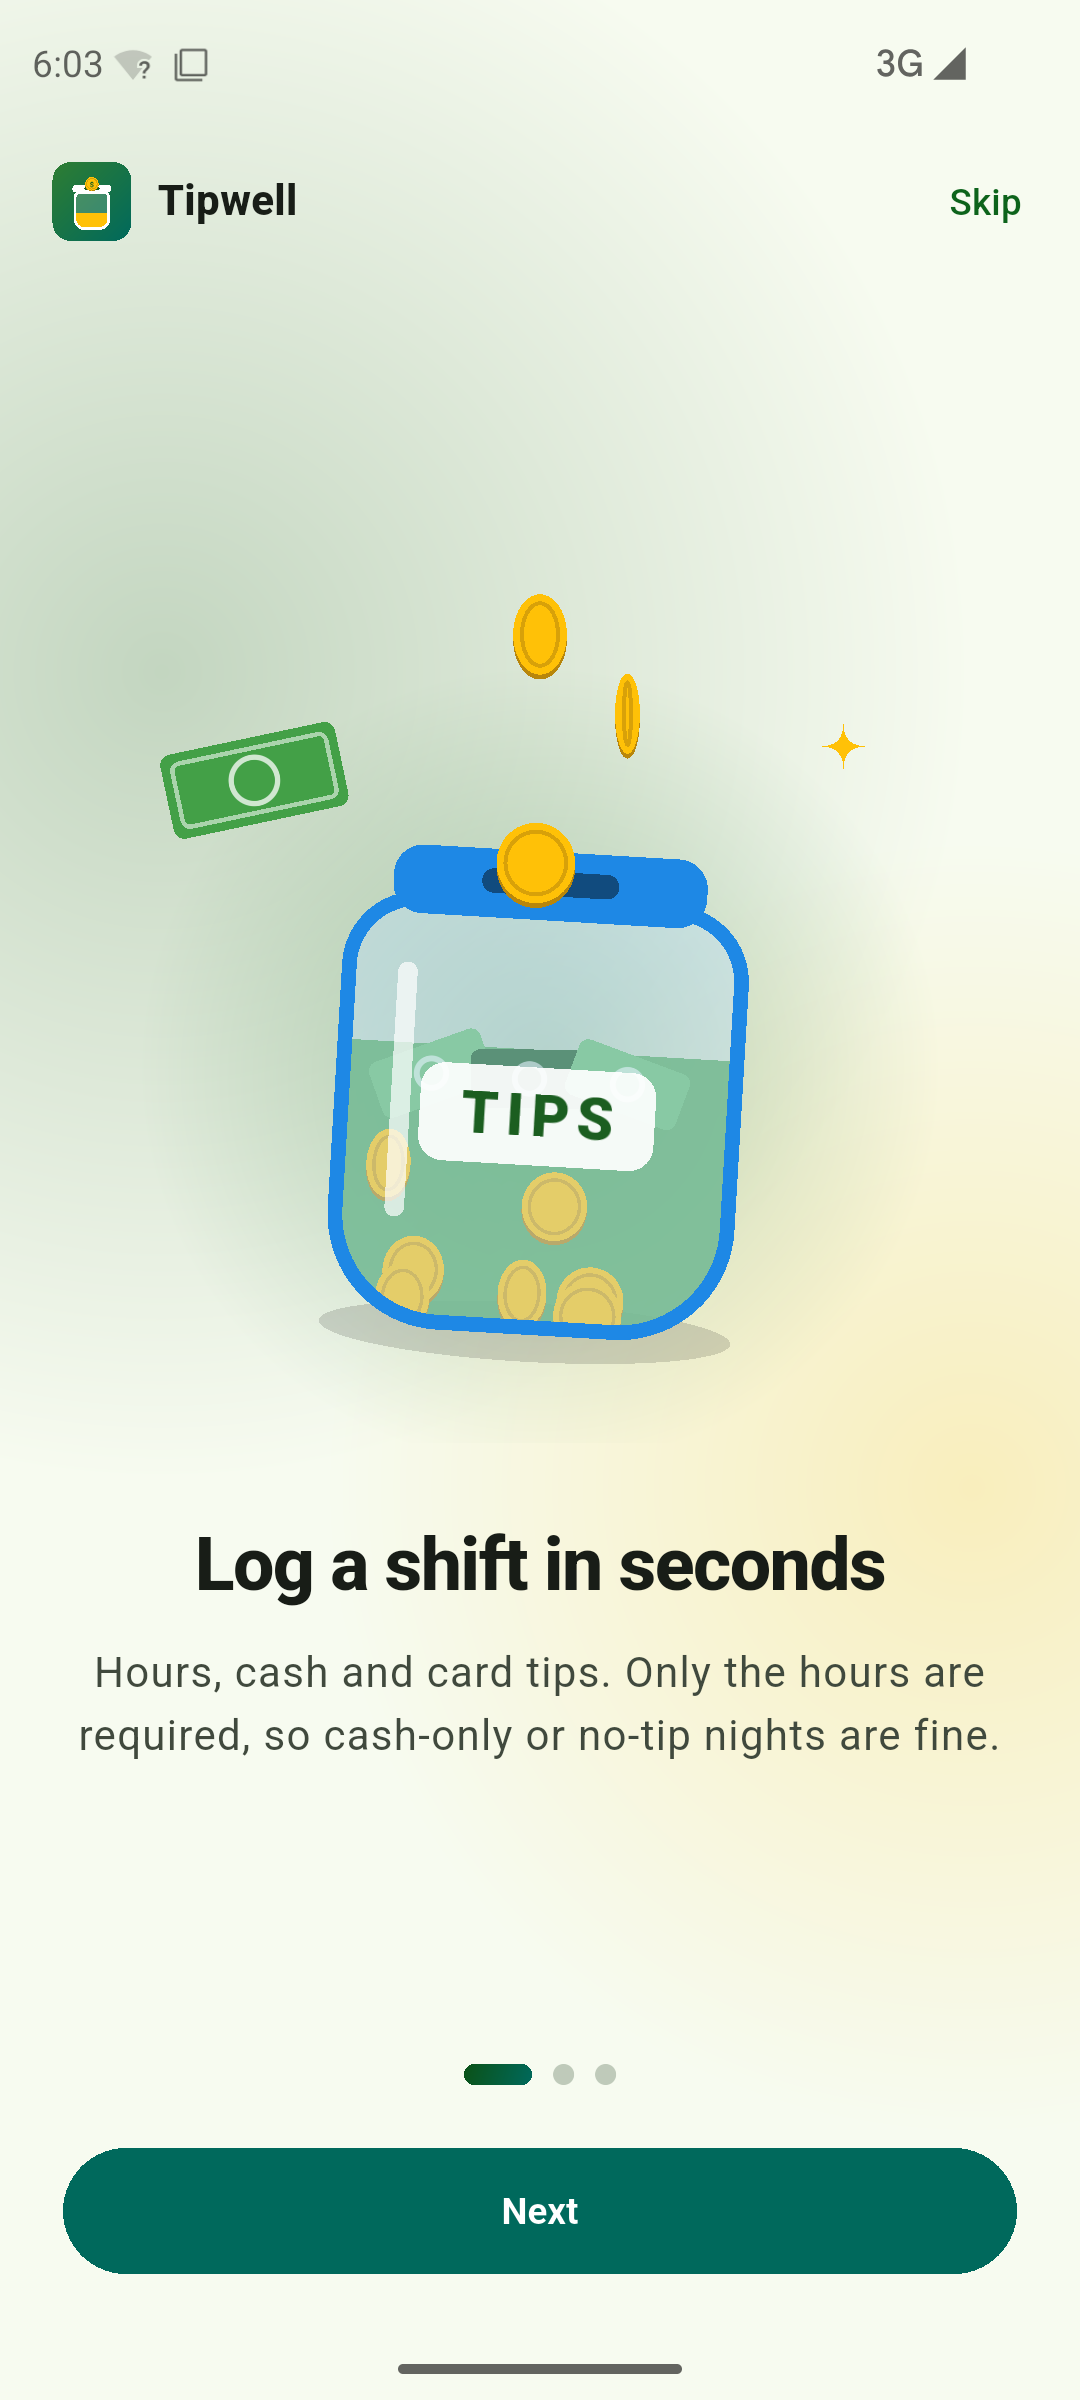 6:03
3G
Tipwell
Skip
TIPS
Log a shift in seconds
Hours, cash and card tips. Only the hours are
required, so cash-only or no-tip nights are fine.
Next